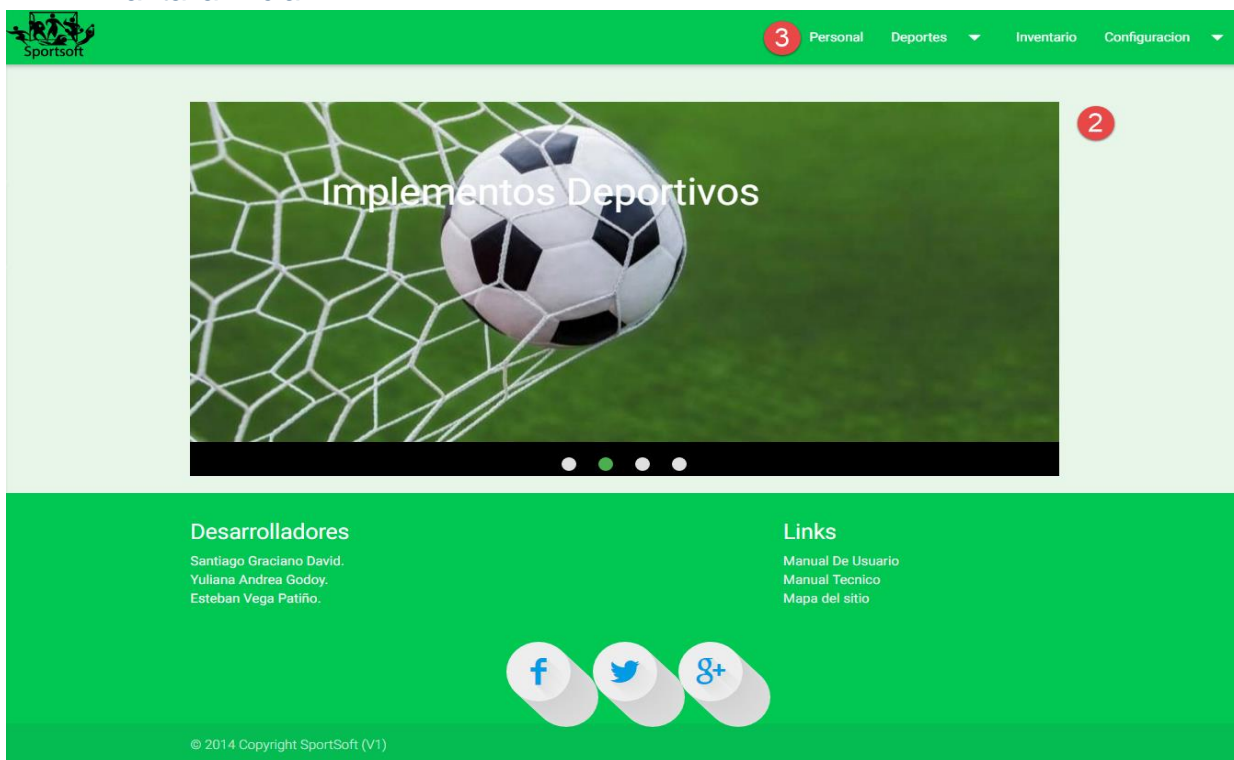 Sportsoft
3 Personal Deportes Inventario Configuracion
2
Implementos Deportivos
Desarrolladores
Santiago Graciano David.
Yuliana Andrea Godoy.
Esteban Vega Patiño.
Links
Manual De Usuario
Manual Tecnico
Mapa del sitio
f 8+
© 2014 Copyright SportSoft (V1)